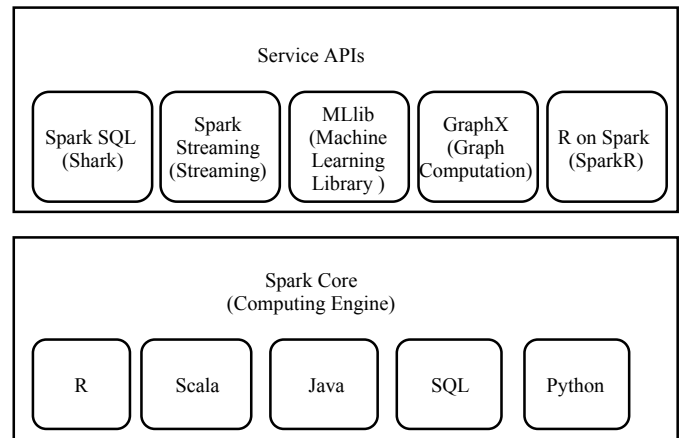 Service APIs
Spark SQL
(Shark)
Spark
Streaming
(Streaming)
MLlib
(Machine
Learning
Library )
GraphX
(Graph
Computation)
R on Spark
(SparkR)
Spark Core
(Computing Engine)
R
Scala
Java
SQL
Python